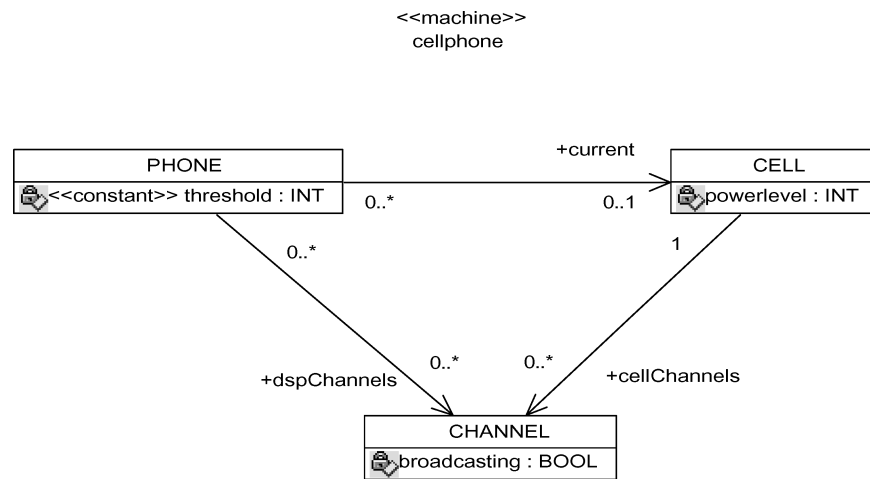 <<machine>>
cellphone
+current
PHONE
CELL
<<constant>> threshold : INT
powerlevel : INT
0..*
0..1
0..*
1
0..*
0..*
+dspChannels
+cellChannels
CHANNEL
broadcasting : BOOL